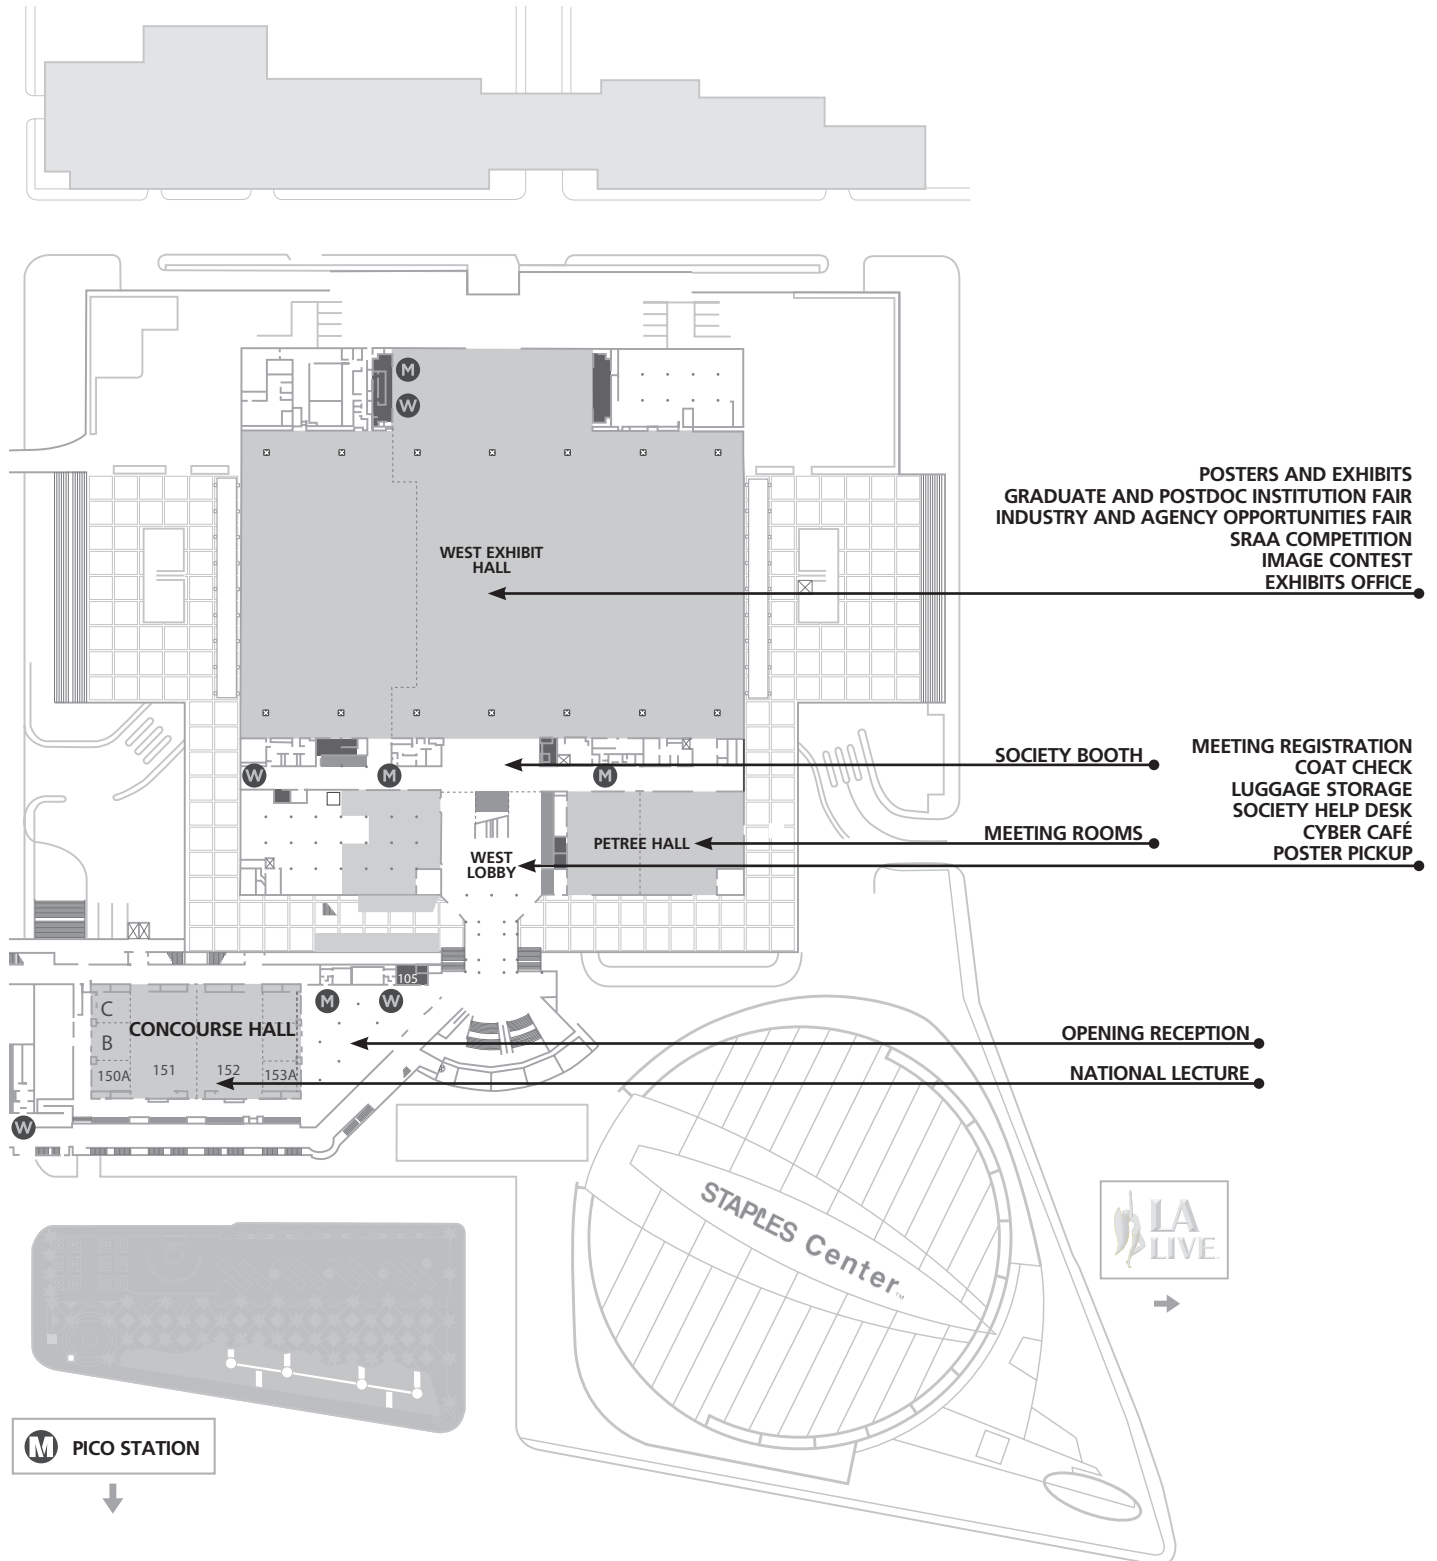 M
W
POSTERS AND EXHIBITS
GRADUATE AND POSTDOC INSTITUTION FAIR
INDUSTRY AND AGENCY OPPORTUNITIES FAIR
SRAA COMPETITION
IMAGE CONTEST
EXHIBITS OFFICE
WEST EXHIBIT
HALL
SOCIETY BOOTH
MEETING REGISTRATION
COAT CHECK
LUGGAGE STORAGE
SOCIETY HELP DESK
CYBER CAFÉ
POSTER PICKUP
W
M
M
MEETING ROOMS
PETREE HALL
WEST
LOBBY
105
M
W
C
CONCOURSE HALL
B
150A
151
152
153A
OPENING RECEPTION
NATIONAL LECTURE
W
STAPLES Center™
LA
LIVE
M PICO STATION